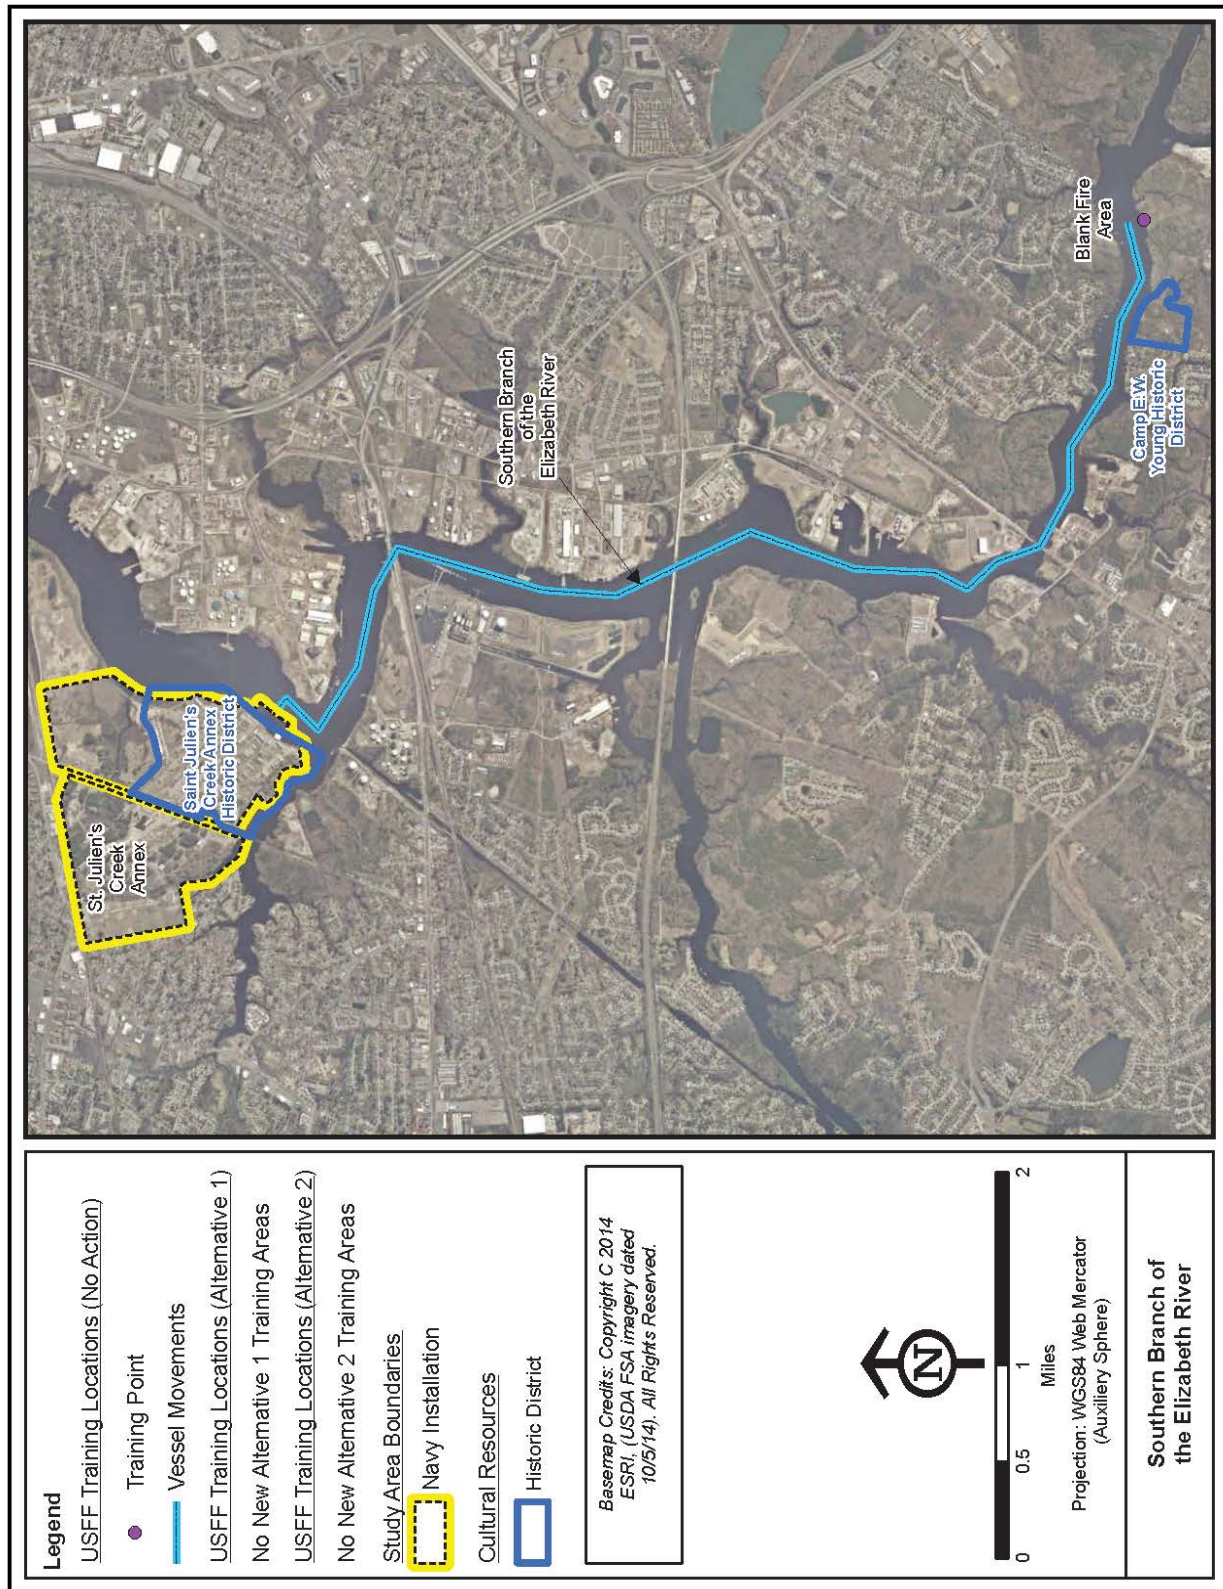 Legend
USFF Training Locations (No Action)
Training Point
Vessel Movements
USFF Training Locations (Alternative 1)
No New Alternative 1 Training Areas
USFF Training Locations (Alternative 2)
No New Alternative 2 Training Areas
Study Area Boundaries
Navy Installation
Cultural Resources
Historic District
Basemap Credits: Copyright C 2014
ESRI, (USDA FSA imagery dated
10/5/14). All Rights Reserved.
N
0 0.5 1 2
Miles
Projection: WGS84 Web Mercator
(Auxiliary Sphere)
Southern Branch of
the Elizabeth River
St. Julien's
Creek
Annex
Saint Julien's
Creek Annex
Historic District
Southern Branch
of the
Elizabeth River
Blank Fire
Area
Camp E.W.
Young Historic
District